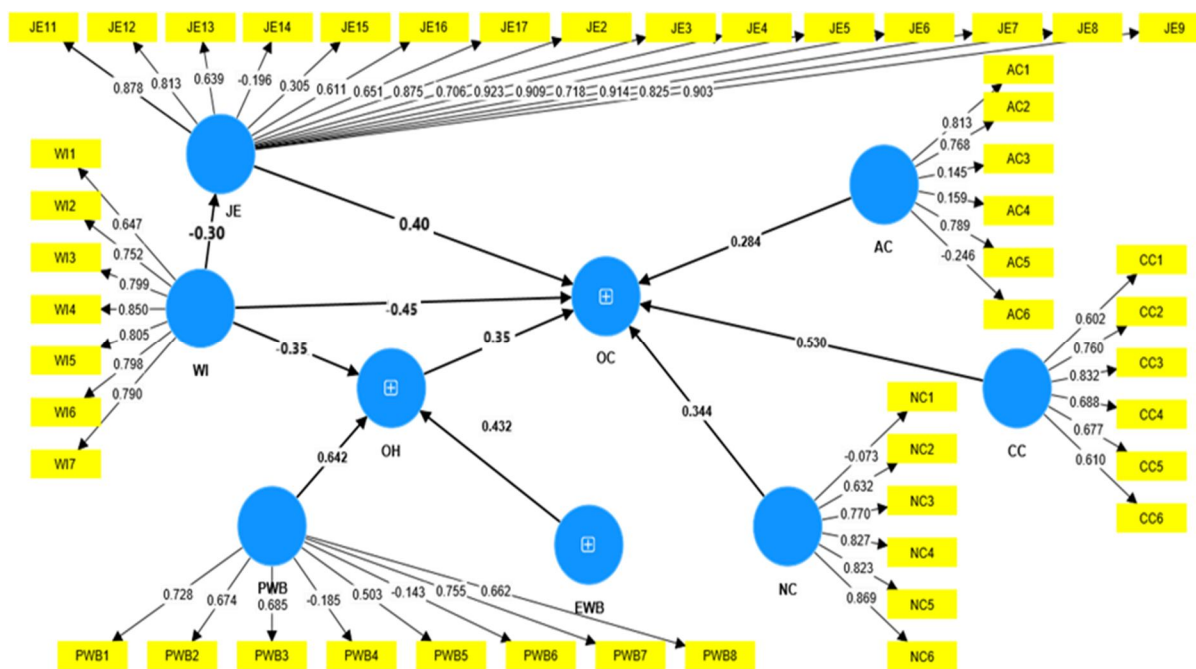 JE11 JE12 JE13 JE14 JE15 JE16 JE17 JE2 JE3 JE4 JE5 JE6 JE7 JE8 JE9
0.878 0.813 0.639 -0.196 0.305 0.611 0.651 0.875 0.706 0.923 0.909 0.718 0.914 0.825 0.903
JE
WI1
WI2
WI3
WI4
WI5
WI6
WI7
0.647
0.752
0.799
0.850
0.805
0.798
0.790
WI
-0.30
0.40
-0.45
-0.35
0.35
OC
OH
0.642
0.432
PWB
EWB
0.728 0.674 0.685 -0.185 0.503 -0.143 0.755 0.662
PWB1 PWB2 PWB3 PWB4 PWB5 PWB6 PWB7 PWB8
0.284
AC
0.813
0.768
0.145
0.159
0.789
-0.246
AC1
AC2
AC3
AC4
AC5
AC6
0.530
CC
0.602
0.760
0.832
0.688
0.677
0.610
CC1
CC2
CC3
CC4
CC5
CC6
0.344
NC
-0.073
0.632
0.770
0.827
0.823
0.869
NC1
NC2
NC3
NC4
NC5
NC6